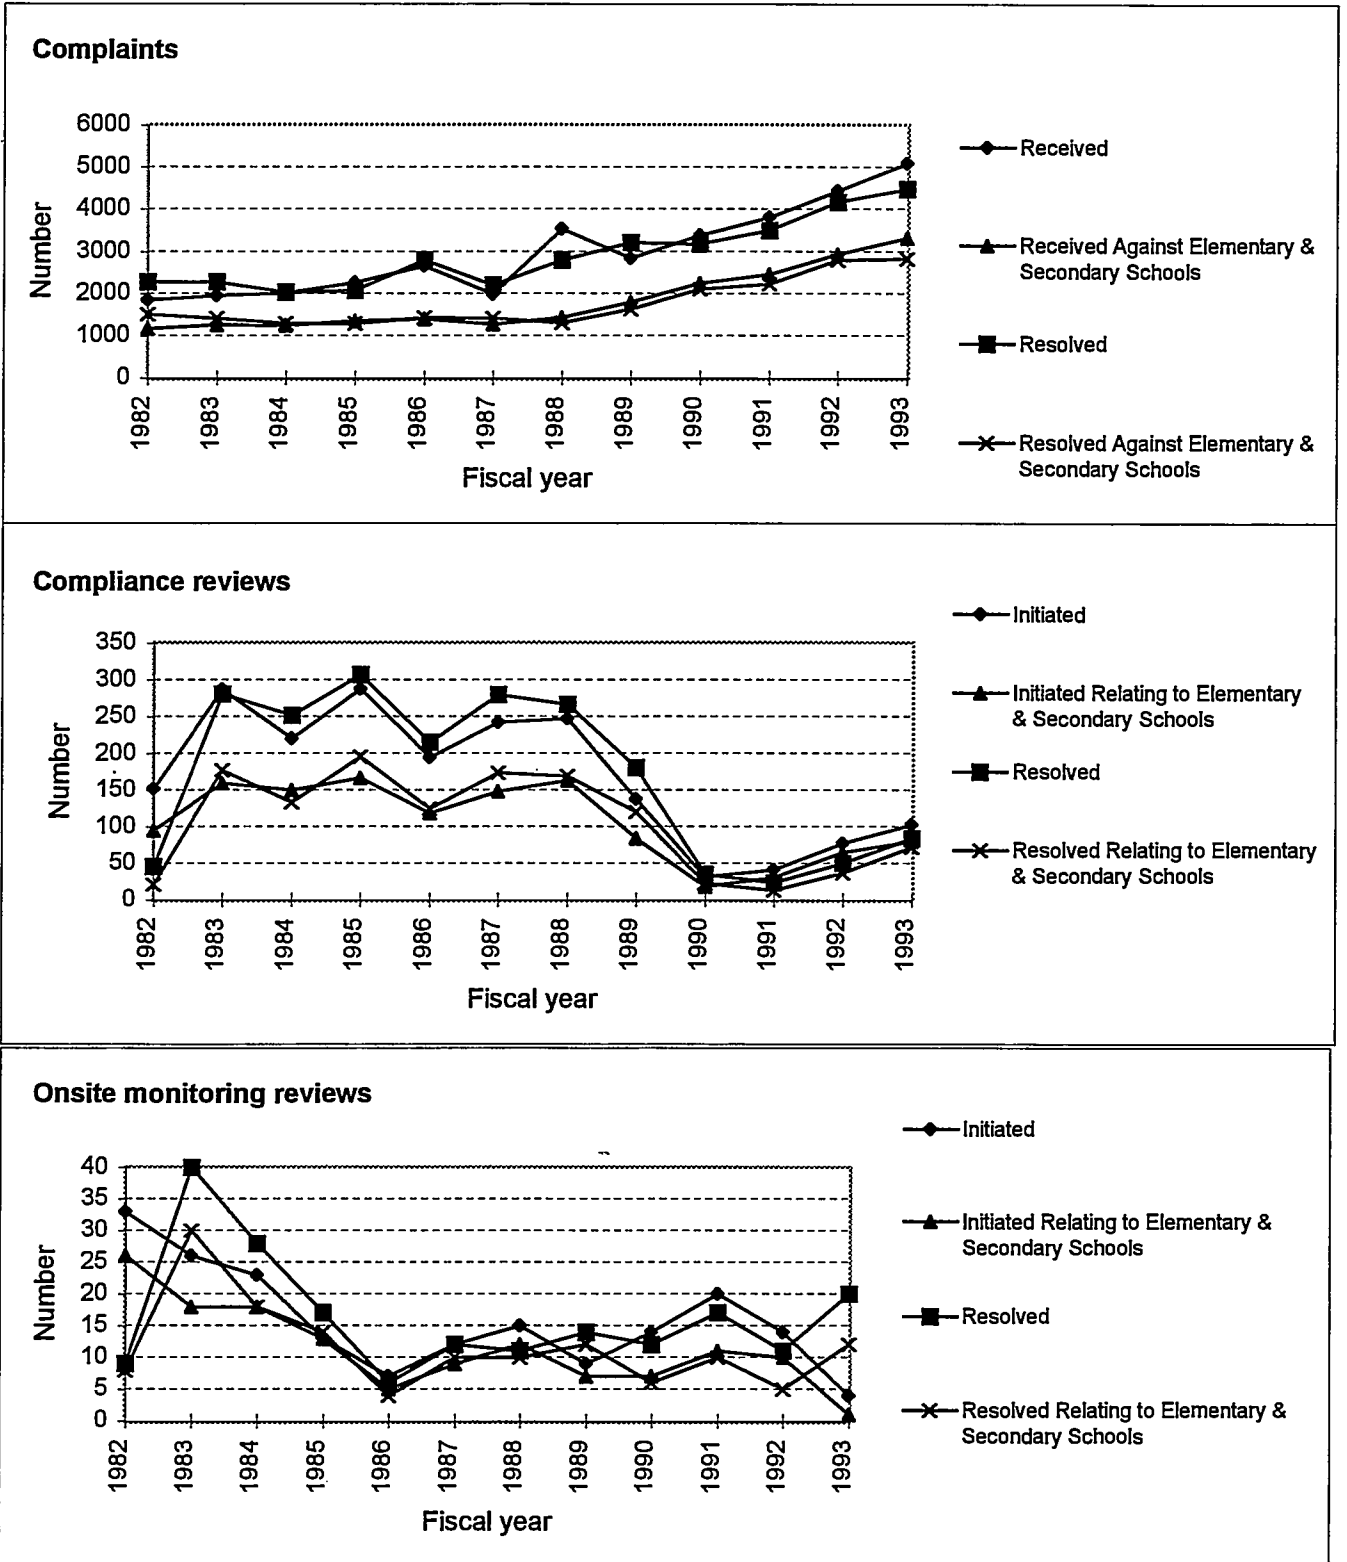 Complaints
6000
5000
4000
3000
2000
1000
0
Number
1982
1983
1984
1985
1986
1987
1988
1989
1990
1991
1992
1993
Fiscal year
Received
Received Against Elementary &
Secondary Schools
Resolved
Resolved Against Elementary &
Secondary Schools
Compliance reviews
350
300
250
200
150
100
50
0
Number
1982
1983
1984
1985
1986
1987
1988
1989
1990
1991
1992
1993
Fiscal year
Initiated
Initiated Relating to Elementary
& Secondary Schools
Resolved
Resolved Relating to Elementary
& Secondary Schools
Onsite monitoring reviews
40
35
30
25
20
15
10
5
0
Number
1982
1983
1984
1985
1986
1987
1988
1989
1990
1991
1992
1993
Fiscal year
Initiated
Initiated Relating to Elementary &
Secondary Schools
Resolved
Resolved Relating to Elementary &
Secondary Schools